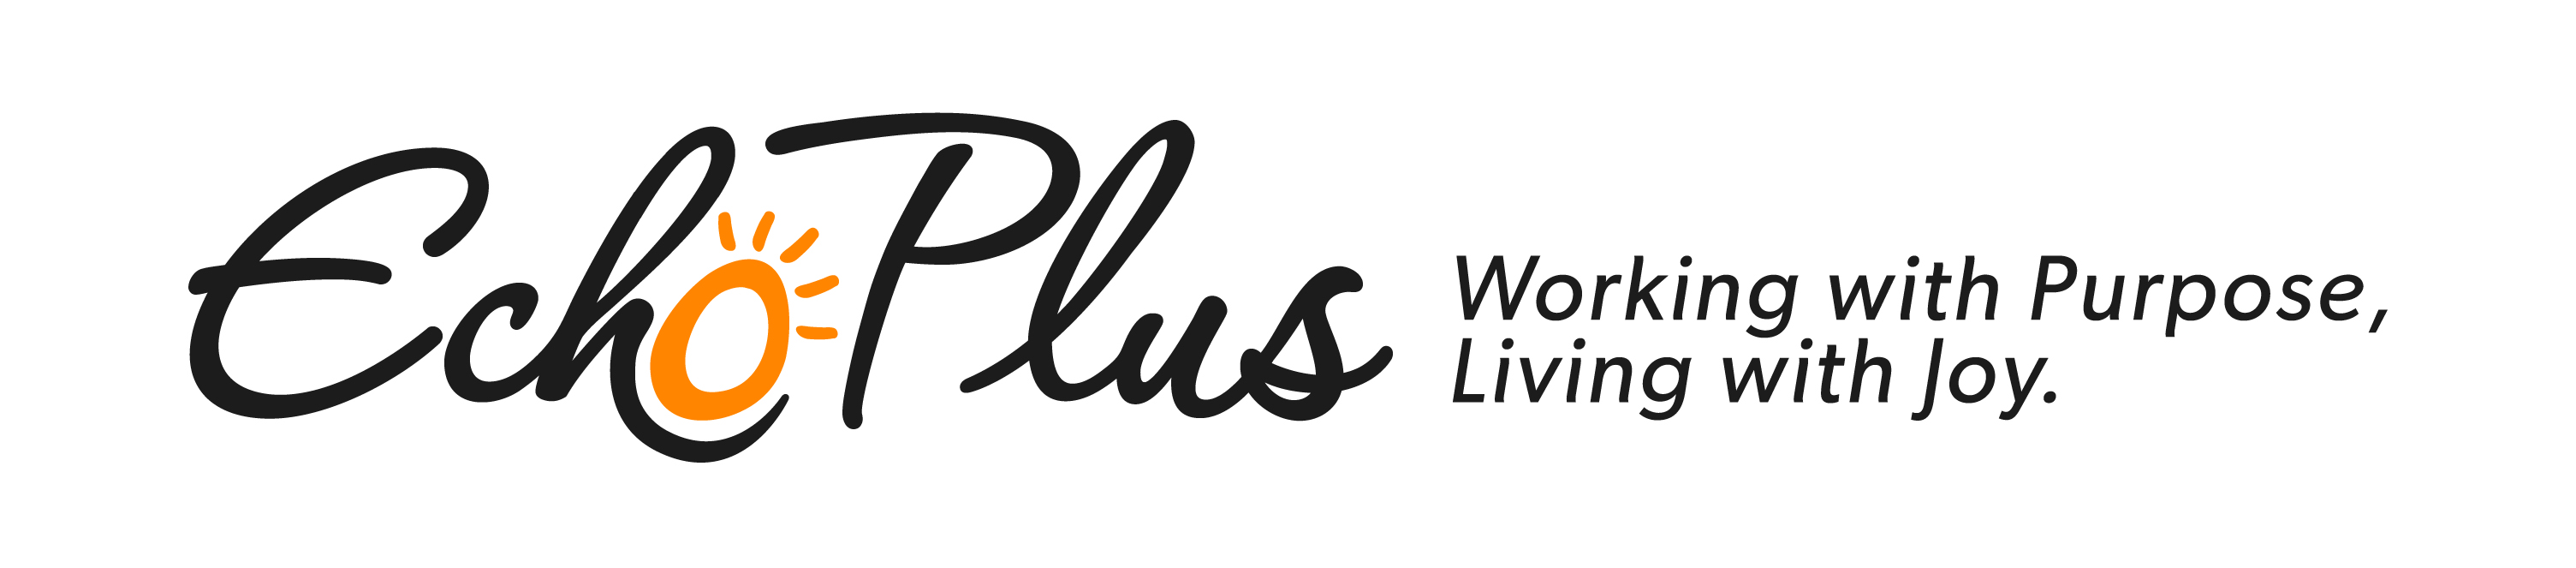 EchoPlus
Working with Purpose,
Living with Joy.